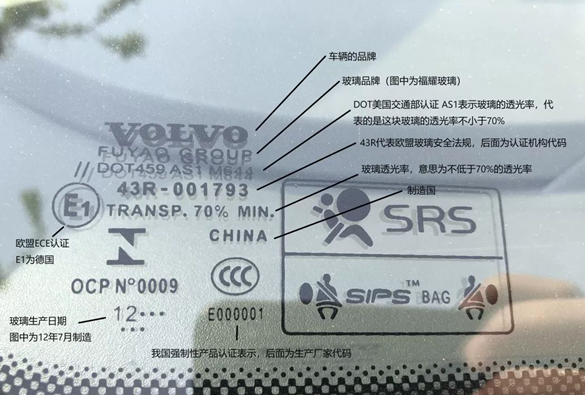 车辆的品牌
玻璃品牌（图中为福耀玻璃）
DOT美国交通部认证 AS1表示玻璃的透光率，代
表的是这块玻璃的透光率不小于70%
43R代表欧盟玻璃安全法规，后面为认证机构代码
玻璃透光率，意思为不低于70%的透光率
制造国
VOLVO
FUYAO GROUP
// DOT459 AS1 M644
43R-001793
E1
TRANSP. 70% MIN.
CHINA
SRS
欧盟ECE认证
E1为德国
OCP N°0009
CCC
E000001
SIPS™ BAG
玻璃生产日期
图中为12年7月制造
12•••
我国强制性产品认证表示，后面为生产厂家代码